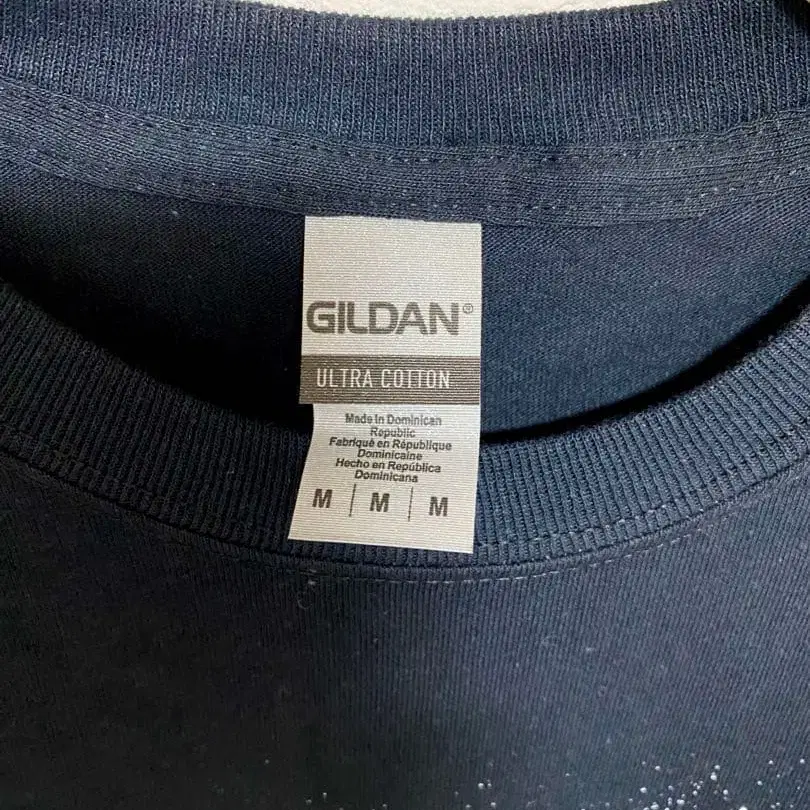 GILDAN®
ULTRA COTTON
Made in Dominican
Republic
Fabriqué en République
Dominicaine
Hecho en República
Dominicana
M | M | M